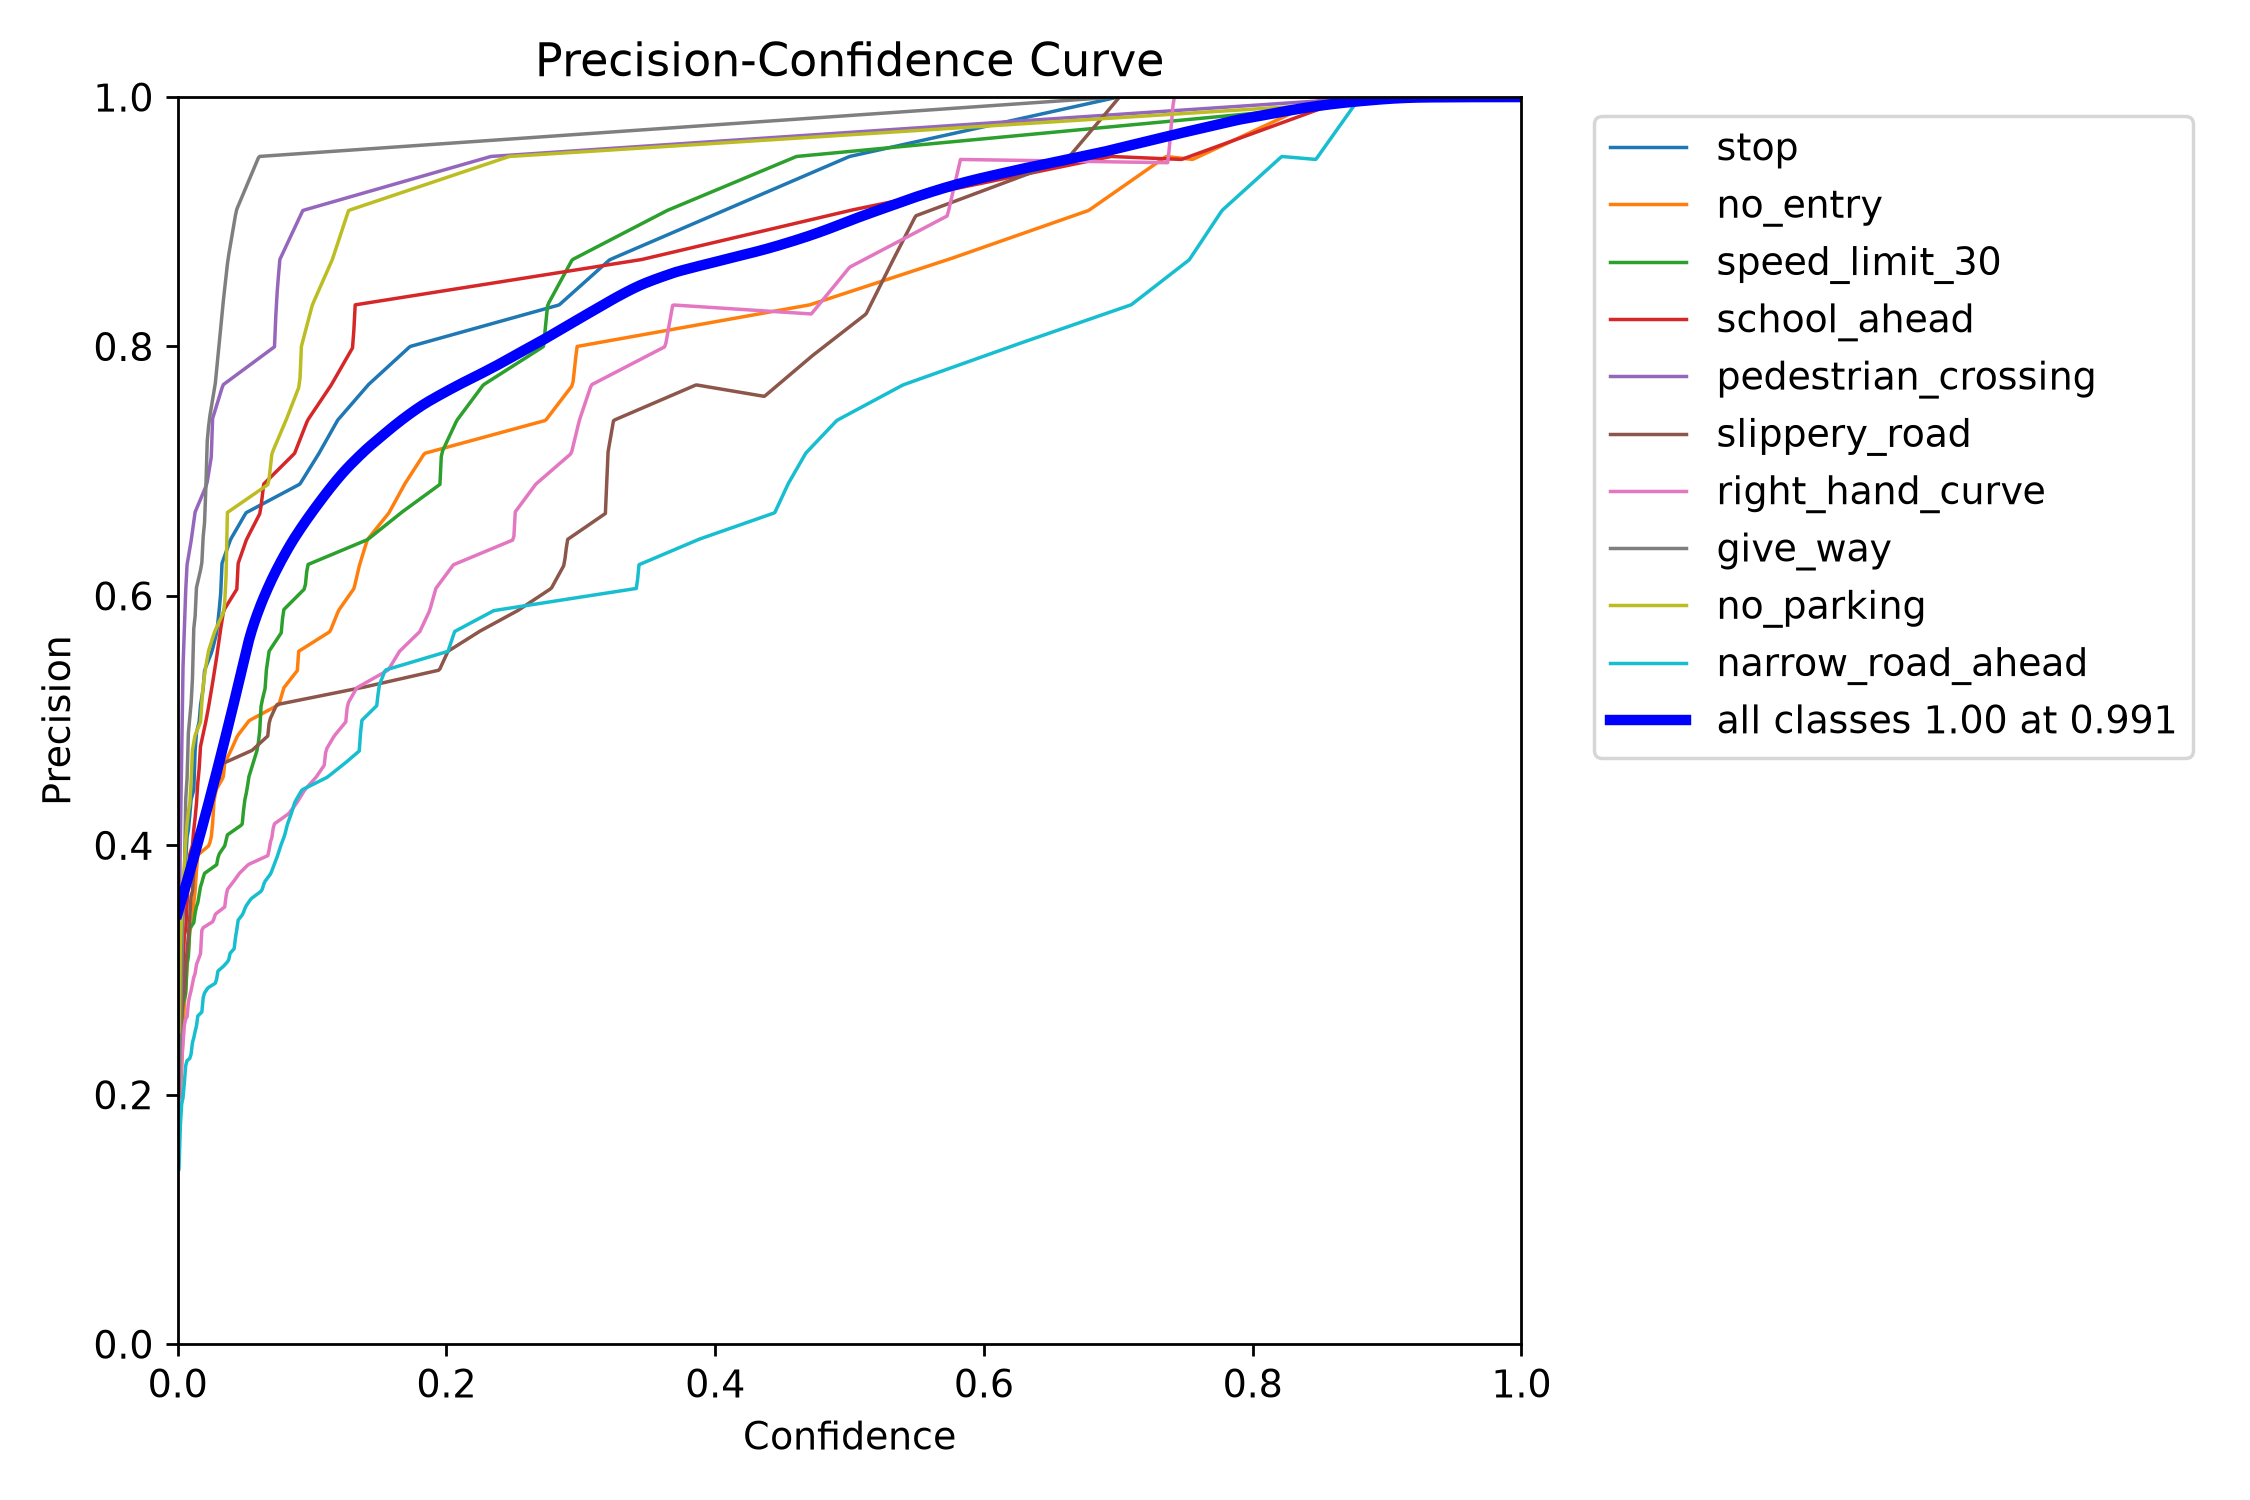 Precision-Confidence Curve
1.0
0.8
0.6
0.4
0.2
0.0
Precision
0.0 0.2 0.4 0.6 0.8 1.0
Confidence
stop
no_entry
speed_limit_30
school_ahead
pedestrian_crossing
slippery_road
right_hand_curve
give_way
no_parking
narrow_road_ahead
all classes 1.00 at 0.991